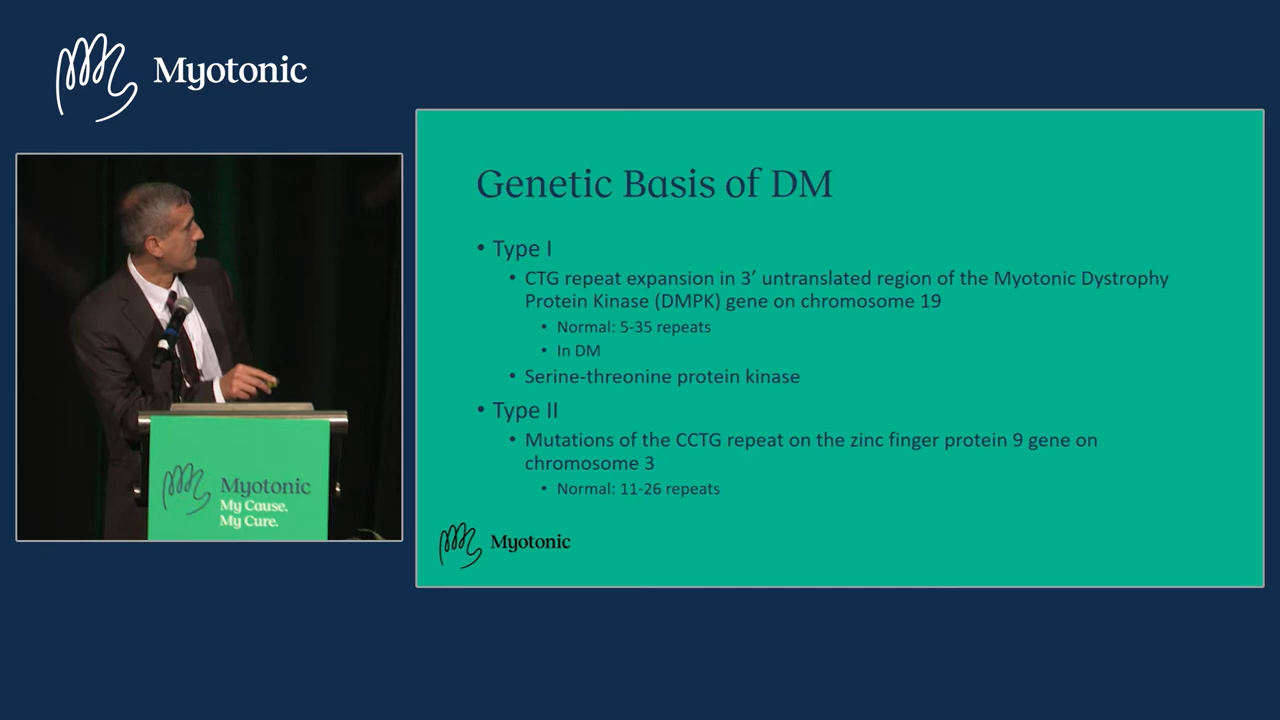 Myotonic
Genetic Basis of DM
• Type I
• CTG repeat expansion in 3’ untranslated region of the Myotonic Dystrophy
Protein Kinase (DMPK) gene on chromosome 19
• Normal: 5-35 repeats
• In DM
• Serine-threonine protein kinase
• Type II
• Mutations of the CCTG repeat on the zinc finger protein 9 gene on
chromosome 3
• Normal: 11-26 repeats
Myotonic
Myotonic
My Cause.
My Cure.